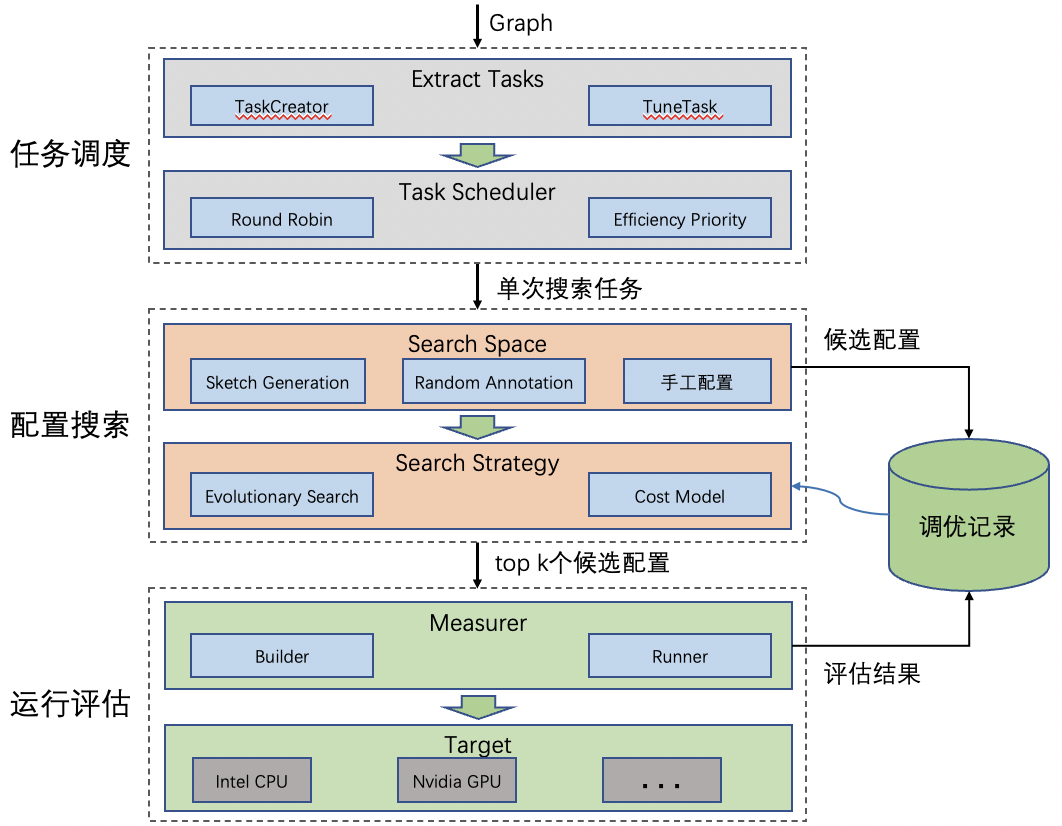 Graph
任务调度
Extract Tasks
TaskCreator
TuneTask
Task Scheduler
Round Robin
Efficiency Priority
单次搜索任务
配置搜索
Search Space
Sketch Generation
Random Annotation
手工配置
候选配置
Search Strategy
Evolutionary Search
Cost Model
调优记录
top k个候选配置
运行评估
Measurer
Builder
Runner
评估结果
Target
Intel CPU
Nvidia GPU
...